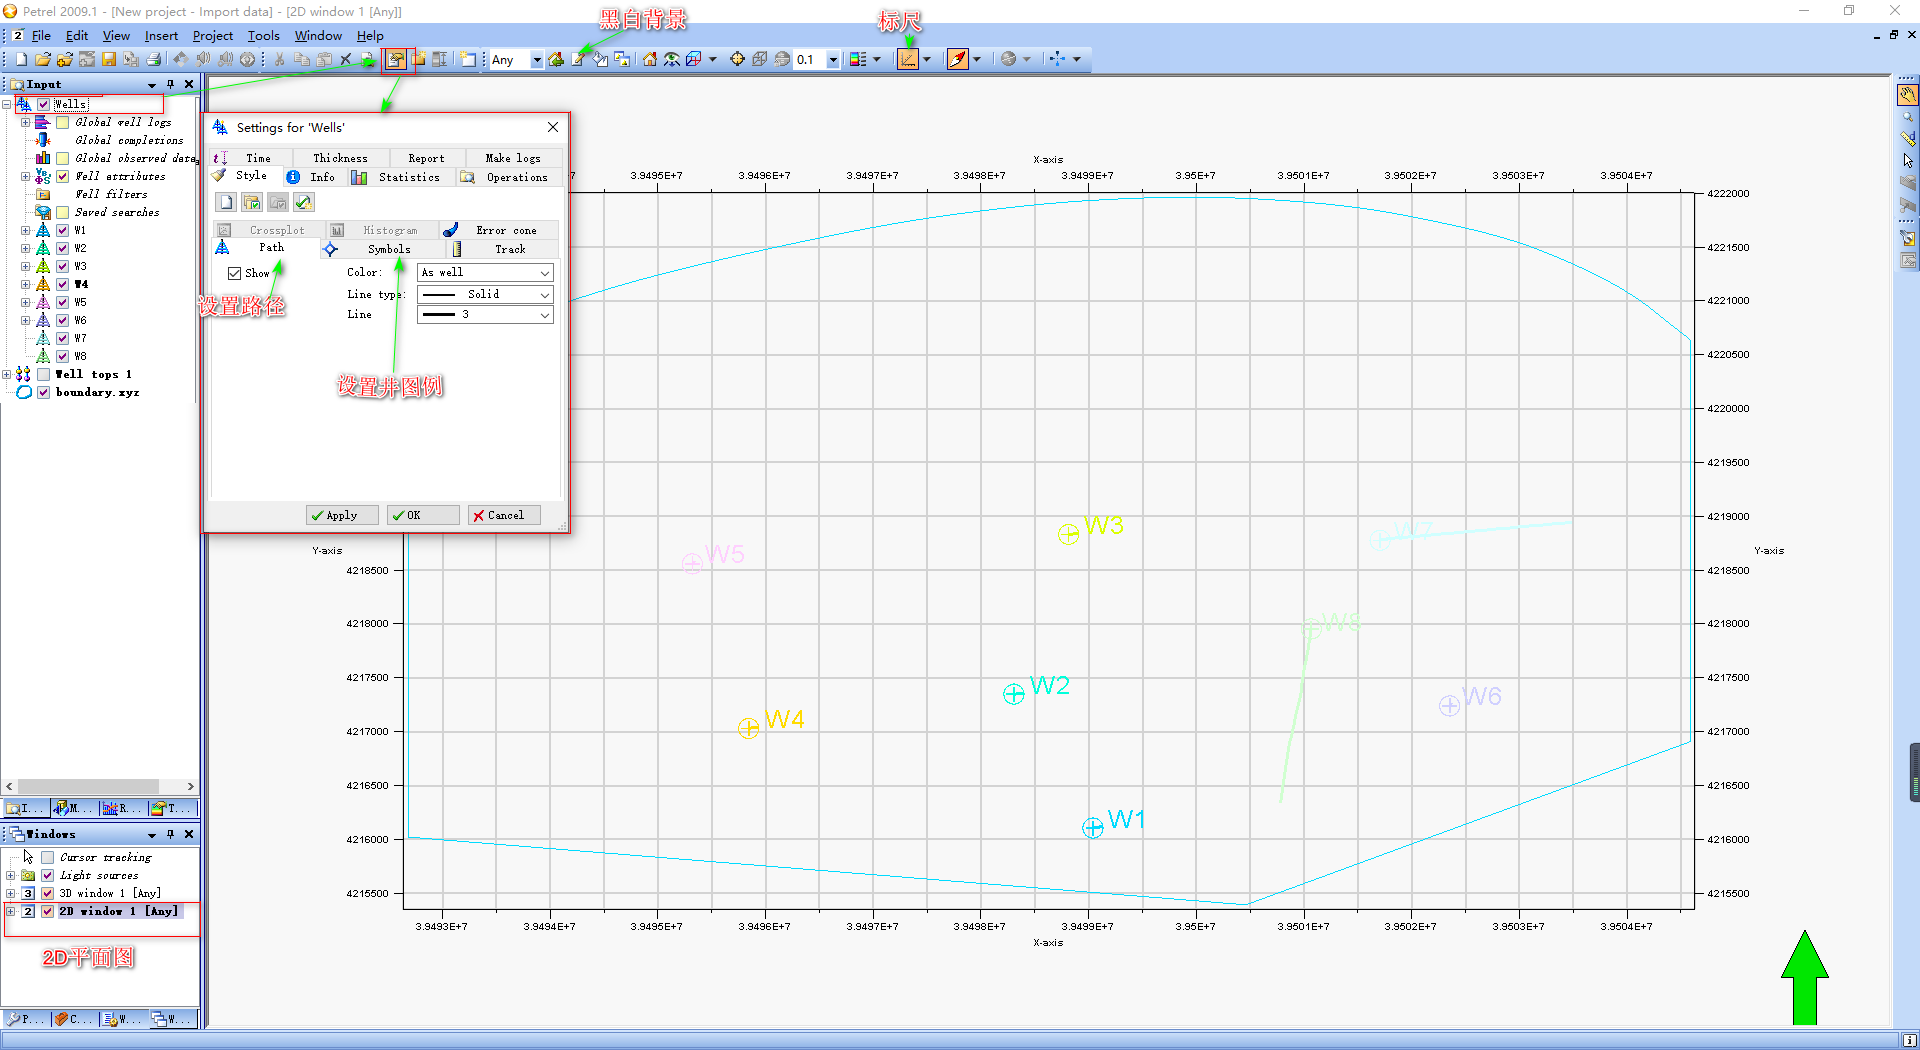 Petrel 2009.1 - [New project - Import data] - [2D window 1 [Any]]
黑白背景
标尺
2 File Edit View Insert Project Tools Window Help
Any
0.1
Input
Wells
Global well logs
Global completions
Global observed data
Well attributes
Well filters
Saved searches
W1
W2
W3
W4
W5
W6
W7
W8
Well tops 1
boundary.xyz
I... M... R... T...
Windows
Cursor tracking
Light sources
3 3D window 1 [Any]
2 2D window 1 [Any]
2D平面图
P... C... W... W...
Settings for 'Wells'
Time Thickness Report Make logs
Style Info Statistics Operations
Crossplot Histogram Error cone
Path Symbols Track
Show
Color: As well
Line type: Solid
Line 3
设置路径
设置井图例
Apply OK Cancel
X-axis
3.9495E+7 3.9496E+7 3.9497E+7 3.9498E+7 3.9499E+7 3.950E+7 3.9501E+7 3.9502E+7 3.9503E+7 3.9504E+7
4222000
4221500
4221000
4220500
4220000
4219500
4219000
4218500
4218000
4217500
4217000
4216500
4216000
4215500
Y-axis
Y-axis
4218500
4218000
4217500
4217000
4216500
4216000
4215500
W3
W7
W5
W8
W2
W6
W4
W1
3.9493E+7 3.9494E+7 3.9495E+7 3.9496E+7 3.9497E+7 3.9498E+7 3.9499E+7 3.950E+7 3.9501E+7 3.9502E+7 3.9503E+7 3.9504E+7
X-axis